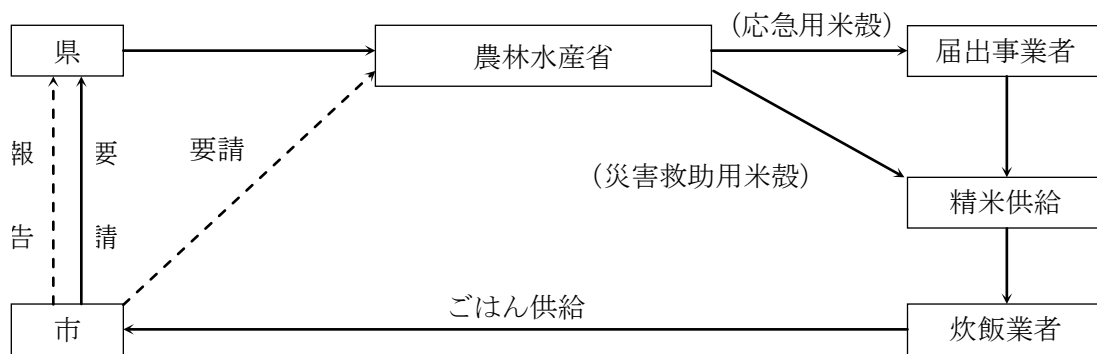 県
農林水産省
(応急用米殻)
届出事業者
報告
要請
要請
(災害救助用米殻)
精米供給
市
ごはん供給
炊飯業者